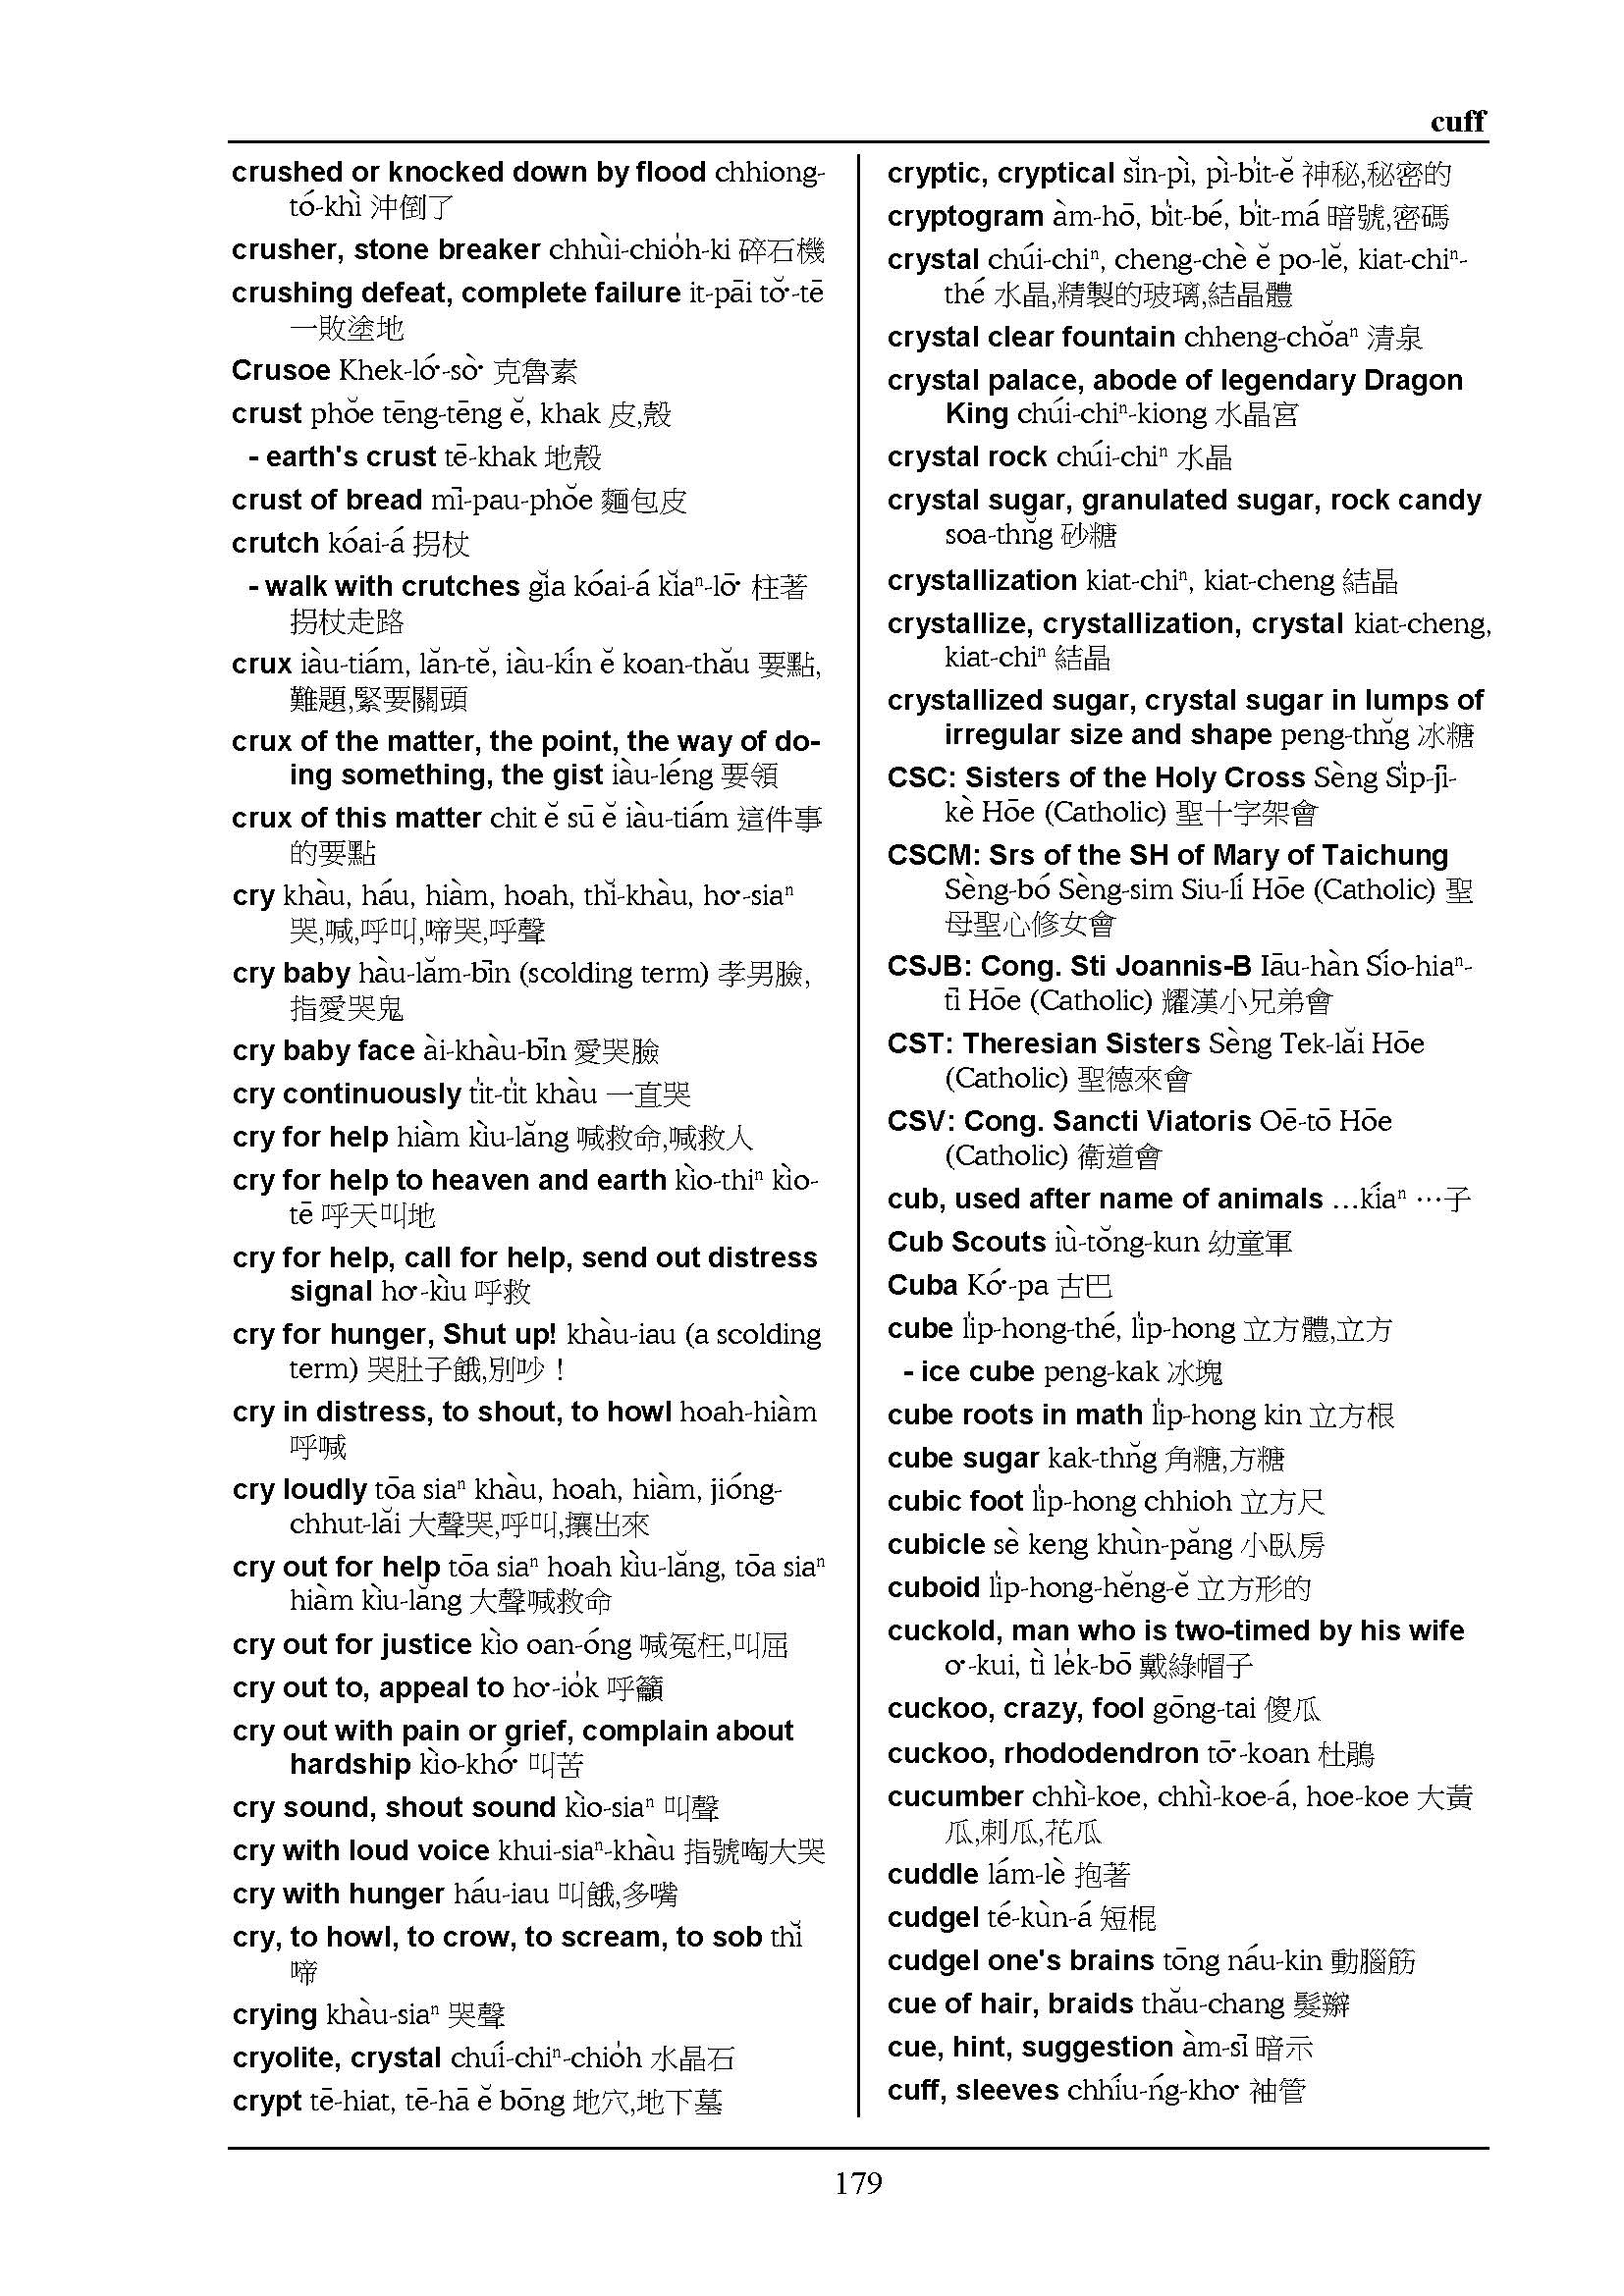 cuff
crushed or knocked down by flood chhiong-
tó-khì 沖倒了
crusher, stone breaker chhùi-chio̍h-ki 碎石機
crushing defeat, complete failure it-pāi tŏ͘-tē
一敗塗地
Crusoe Khek-ló͘-sò͘ 克魯素
crust phŏe tēng-tēng ĕ, khak 皮,殼
- earth's crust tē-khak 地殼
crust of bread mī-pau-phŏe 麵包皮
crutch kóai-á 拐杖
- walk with crutches gĭa kóai-á kĭaⁿ-lō͘ 柱著
拐杖走路
crux iàu-tiám, lăn-tĕ, iàu-kín ĕ koan-thău 要點,
難題,緊要關頭
crux of the matter, the point, the way of do-
ing something, the gist iàu-léng 要領
crux of this matter chit ĕ sū ĕ iàu-tiám 這件事
的要點
cry khàu, háu, hiàm, hoah, thĭ-khàu, ho͘-siaⁿ
哭,喊,呼叫,啼哭,呼聲
cry baby hàu-lăm-bīn (scolding term) 孝男臉,
指愛哭鬼
cry baby face ài-khàu-bīn 愛哭臉
cry continuously ti̍t-ti̍t khàu 一直哭
cry for help hiàm kìu-lăng 喊救命,喊救人
cry for help to heaven and earth kìo-thiⁿ kìo-
tē 呼天叫地
cry for help, call for help, send out distress
signal ho͘-kìu 呼救
cry for hunger, Shut up! khàu-iau (a scolding
term) 哭肚子餓,別吵！
cry in distress, to shout, to howl hoah-hiàm
呼喊
cry loudly tōa siaⁿ khàu, hoah, hiàm, jióng-
chhut-lăi 大聲哭,呼叫,攘出來
cry out for help tōa siaⁿ hoah kìu-lăng, tōa siaⁿ
hiàm kìu-lăng 大聲喊救命
cry out for justice kìo oan-óng 喊冤枉,叫屈
cry out to, appeal to ho͘-io̍k 呼籲
cry out with pain or grief, complain about
hardship kìo-khó͘ 叫苦
cry sound, shout sound kìo-siaⁿ 叫聲
cry with loud voice khui-siaⁿ-khàu 指號啕大哭
cry with hunger háu-iau 叫餓,多嘴
cry, to howl, to crow, to scream, to sob thĭ
啼
crying khàu-siaⁿ 哭聲
cryolite, crystal chuí-chiⁿ-chio̍h 水晶石
crypt tē-hiat, tē-hā ĕ bōng 地穴,地下墓
cryptic, cryptical sĭn-pì, pì-bi̍t-ĕ 神秘,秘密的
cryptogram àm-hō, bi̍t-bé, bi̍t-má 暗號,密碼
crystal chúi-chiⁿ, cheng-chè ĕ po-lĕ, kiat-chiⁿ-
thé 水晶,精製的玻璃,結晶體
crystal clear fountain chheng-chŏaⁿ 清泉
crystal palace, abode of legendary Dragon
King chúi-chiⁿ-kiong 水晶宮
crystal rock chúi-chiⁿ 水晶
crystal sugar, granulated sugar, rock candy
soa-thn̆g 砂糖
crystallization kiat-chiⁿ, kiat-cheng 結晶
crystallize, crystallization, crystal kiat-cheng,
kiat-chiⁿ 結晶
crystallized sugar, crystal sugar in lumps of
irregular size and shape peng-thn̆g 冰糖
CSC: Sisters of the Holy Cross Sèng Si̍p-jī-
kè Hōe (Catholic) 聖十字架會
CSCM: Srs of the SH of Mary of Taichung
Sèng-bó Sèng-sim Siu-lí Hōe (Catholic) 聖
母聖心修女會
CSJB: Cong. Sti Joannis-B Iāu-hàn Sío-hiaⁿ-
tī Hōe (Catholic) 耀漢小兄弟會
CST: Theresian Sisters Sèng Tek-lăi Hōe
(Catholic) 聖德來會
CSV: Cong. Sancti Viatoris Oē-tō Hōe
(Catholic) 衛道會
cub, used after name of animals …kíaⁿ …子
Cub Scouts iù-tŏng-kun 幼童軍
Cuba Kó͘-pa 古巴
cube li̍p-hong-thé, li̍p-hong 立方體,立方
- ice cube peng-kak 冰塊
cube roots in math li̍p-hong kin 立方根
cube sugar kak-thn̆g 角糖,方糖
cubic foot li̍p-hong chhioh 立方尺
cubicle sè keng khùn-păng 小臥房
cuboid li̍p-hong-hĕng-ĕ 立方形的
cuckold, man who is two-timed by his wife
o͘-kui, tì le̍k-bō 戴綠帽子
cuckoo, crazy, fool gōng-tai 傻瓜
cuckoo, rhododendron tō͘-koan 杜鵑
cucumber chhì-koe, chhì-koe-á, hoe-koe 大黃
瓜,刺瓜,花瓜
cuddle lám-lè 抱著
cudgel té-kùn-á 短棍
cudgel one's brains tōng náu-kin 動腦筋
cue of hair, braids thău-chang 髮辮
cue, hint, suggestion àm-sī 暗示
cuff, sleeves chhíu-ńg-kho͘ 袖管
179